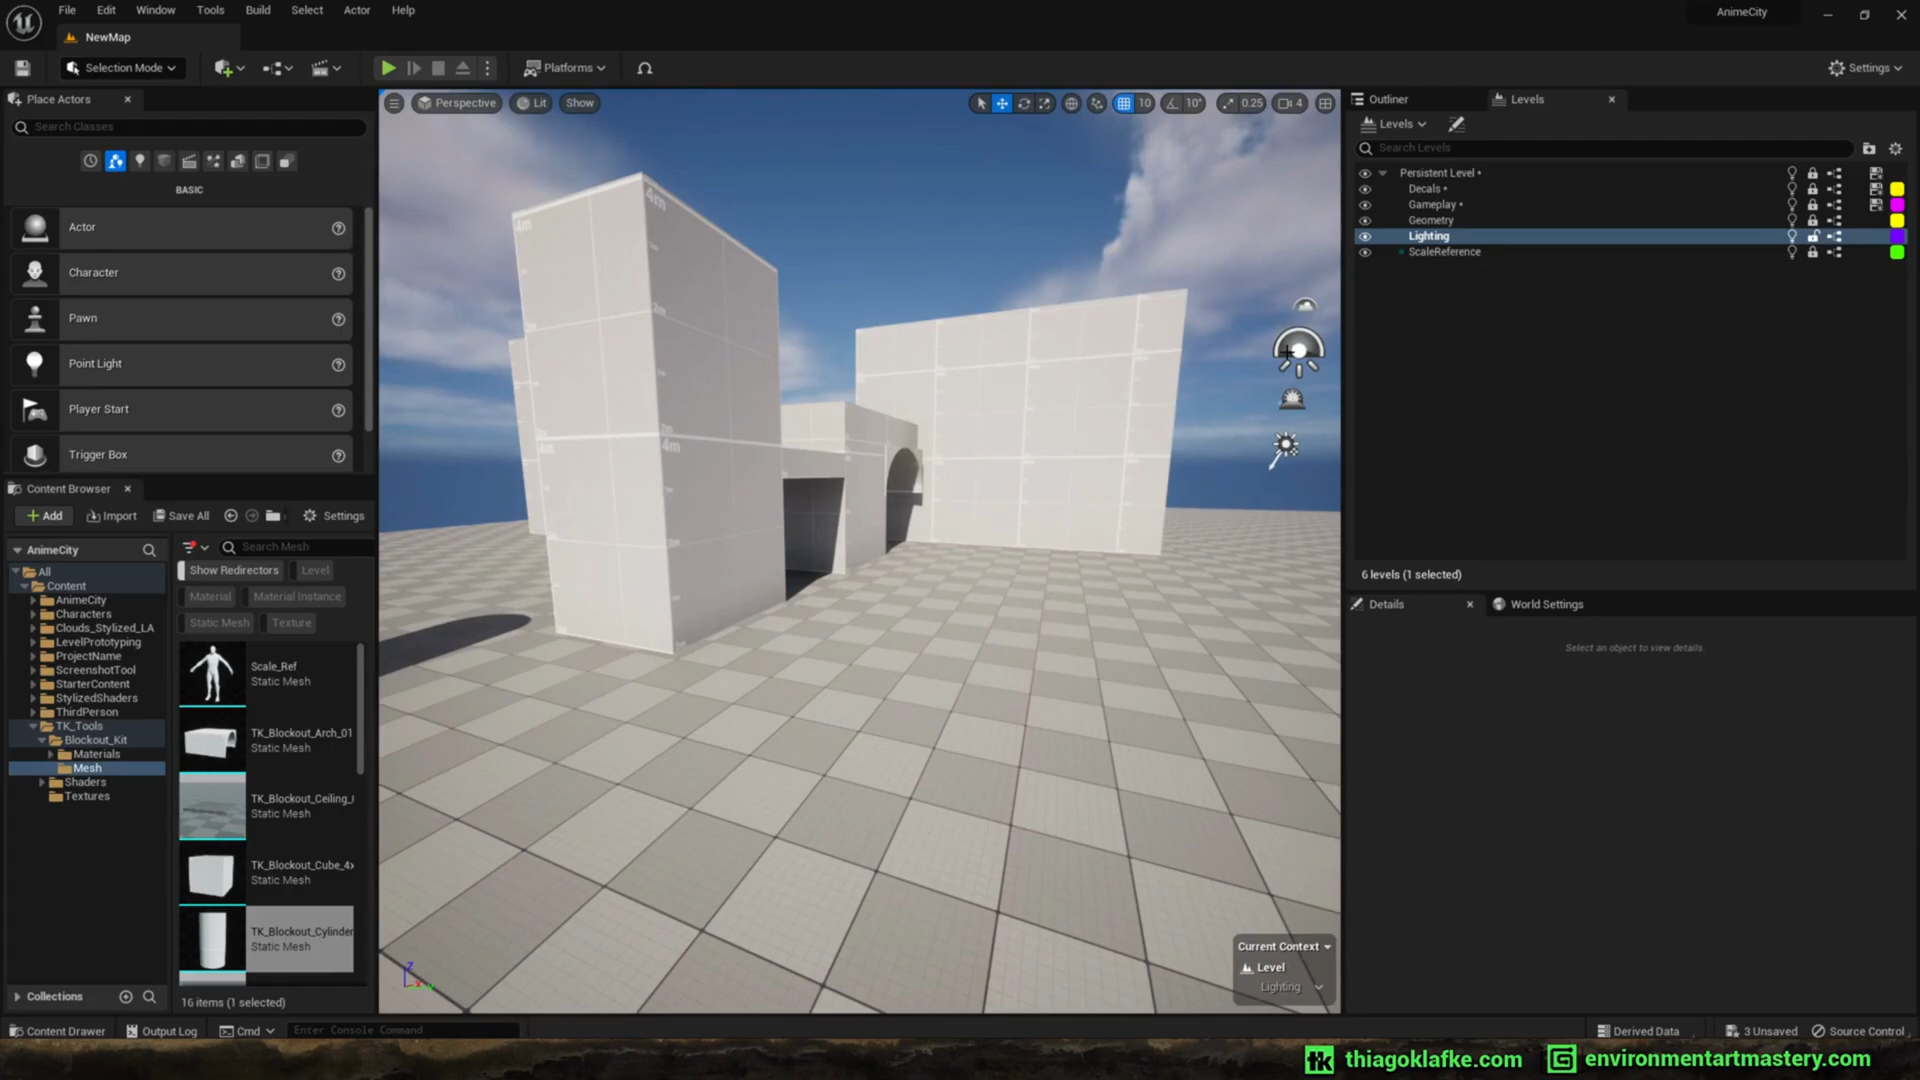 File Edit Window Tools Build Select Actor Help
AnimeCity
NewMap
Selection Mode
Platforms
Settings
Place Actors
Search Classes
BASIC
Actor
Character
Pawn
Point Light
Player Start
Trigger Box
Perspective Lit Show
10 10° 0.25 4
4m
4m
2m
2m
4m
4m
Outliner Levels
Levels
Search Levels
Persistent Level •
Decals •
Gameplay •
Geometry
Lighting
ScaleReference
6 levels (1 selected)
Details World Settings
Select an object to view details.
Content Browser
Add Import Save All Settings
AnimeCity
Search Mesh
Show Redirectors Level
Material Material Instance
Static Mesh Texture
All
Content
AnimeCity
Characters
Clouds_Stylized_LA
LevelPrototyping
ProjectName
ScreenshotTool
StarterContent
StylizedShaders
ThirdPerson
TK_Tools
Blockout_Kit
Materials
Mesh
Shaders
Textures
Scale_Ref
Static Mesh
TK_Blockout_Arch_01
Static Mesh
TK_Blockout_Ceiling_
Static Mesh
TK_Blockout_Cube_4x
Static Mesh
TK_Blockout_Cylinder
Static Mesh
Collections
16 items (1 selected)
Current Context
Level
Lighting
Z
Content Drawer Output Log Cmd Enter Console Command
Derived Data 3 Unsaved Source Control
thiagoklafke.com environmentartmastery.com